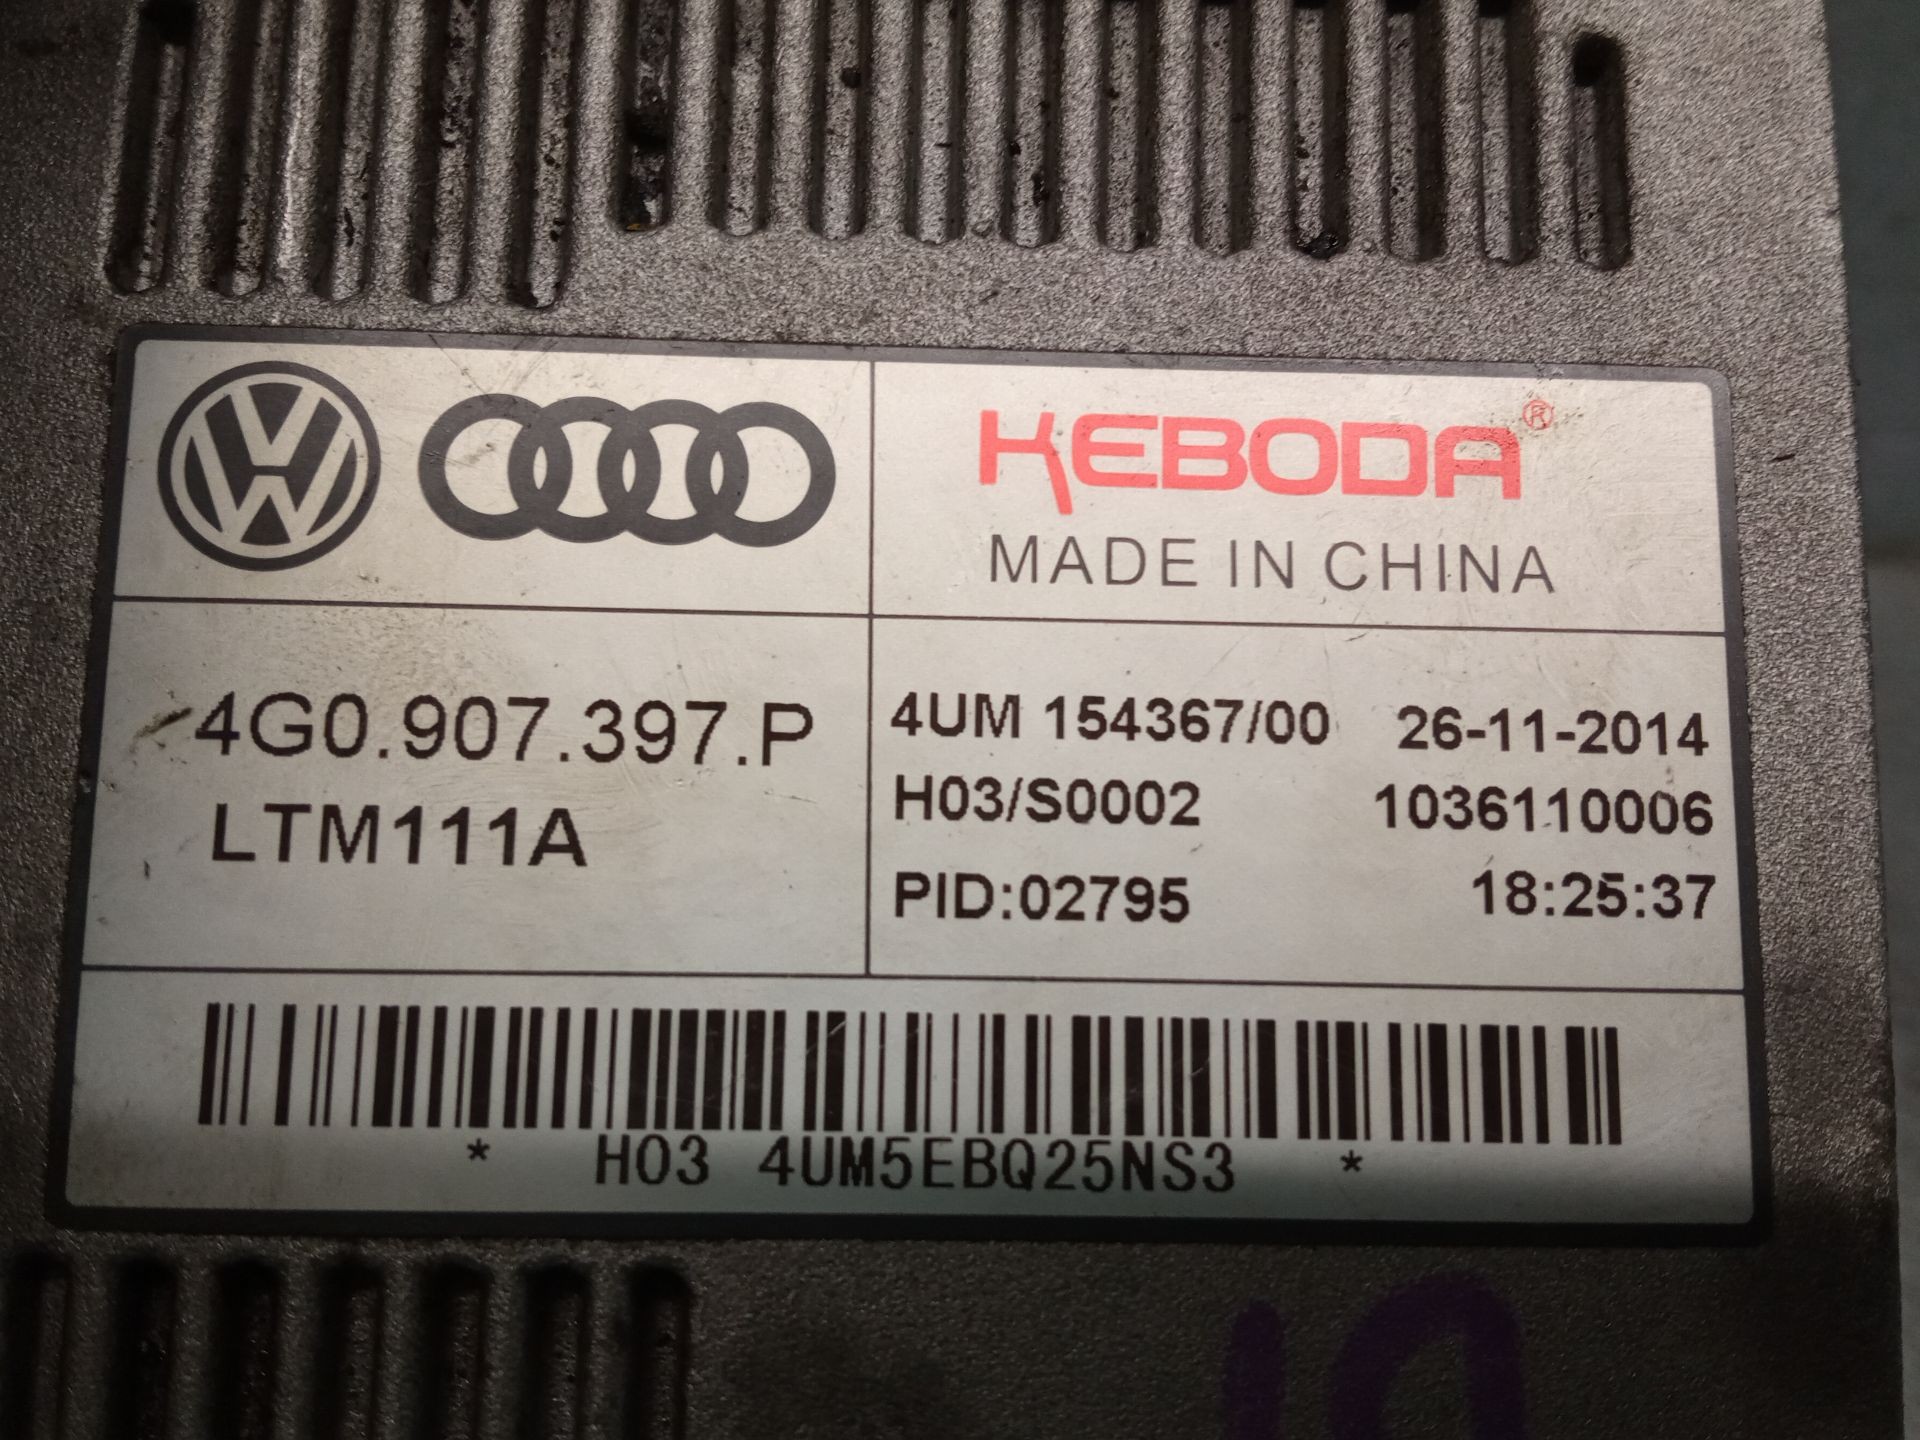 KEBODA®
MADE IN CHINA
4G0.907.397.P
LTM111A
4UM 154367/00 26-11-2014
H03/S0002 1036110006
PID:02795 18:25:37
* H03 4UM5EBQ25NS3 *